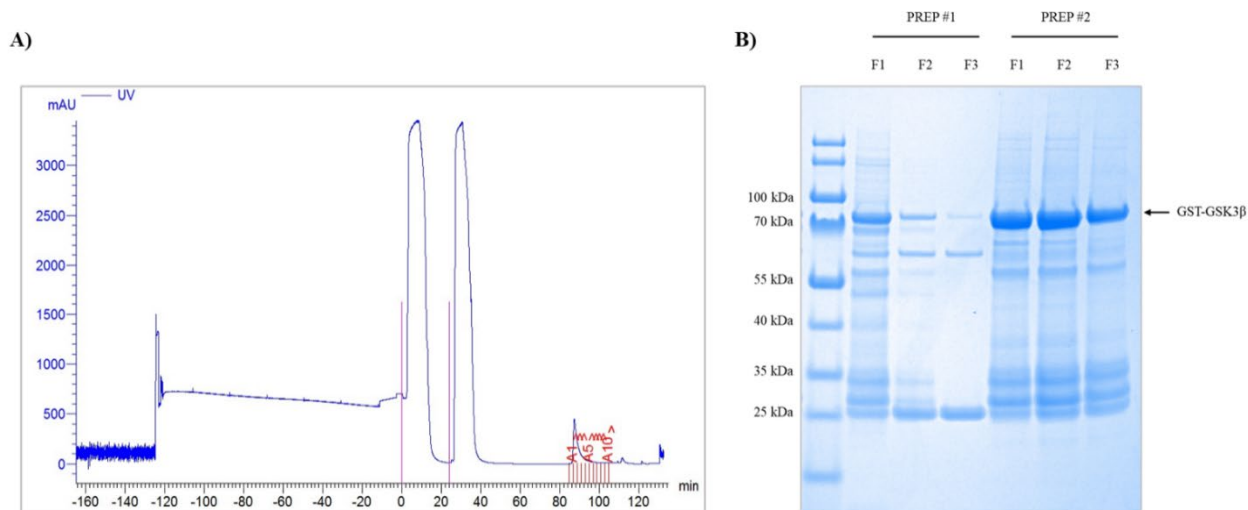 A)
mAU
UV
3000
2500
2000
1500
1000
500
0
-160 -140 -120 -100 -80 -60 -40 -20 0 20 40 60 80 100 120 min
A1 A5 A10 >
B)
PREP #1 PREP #2
F1 F2 F3 F1 F2 F3
100 kDa
70 kDa
55 kDa
40 kDa
35 kDa
25 kDa
GST-GSK3β